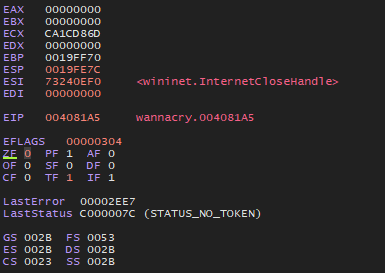 EAX 00000000
EBX 00000000
ECX CA1CD86D
EDX 00000000
EBP 0019FF70
ESP 0019FE7C
ESI 73240EF0 <wininet.InternetCloseHandle>
EDI 00000000
EIP 004081A5 wannacry.004081A5
EFLAGS 00000304
ZF 0 PF 1 AF 0
OF 0 SF 0 DF 0
CF 0 TF 1 IF 1
LastError 00002EE7
LastStatus C000007C (STATUS_NO_TOKEN)
GS 002B FS 0053
ES 002B DS 002B
CS 0023 SS 002B